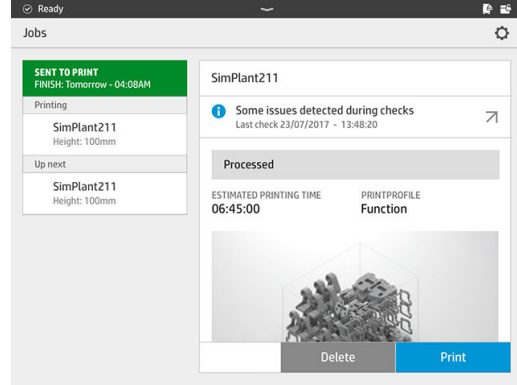 Ready
Jobs
SENT TO PRINT
FINISH: Tomorrow - 04:08AM
Printing
SimPlant211
Height: 100mm
Up next
SimPlant211
Height: 100mm
SimPlant211
Some issues detected during checks
Last check 23/07/2017 - 13:48:20
Processed
ESTIMATED PRINTING TIME
06:45:00
PRINTPROFILE
Function
Delete
Print